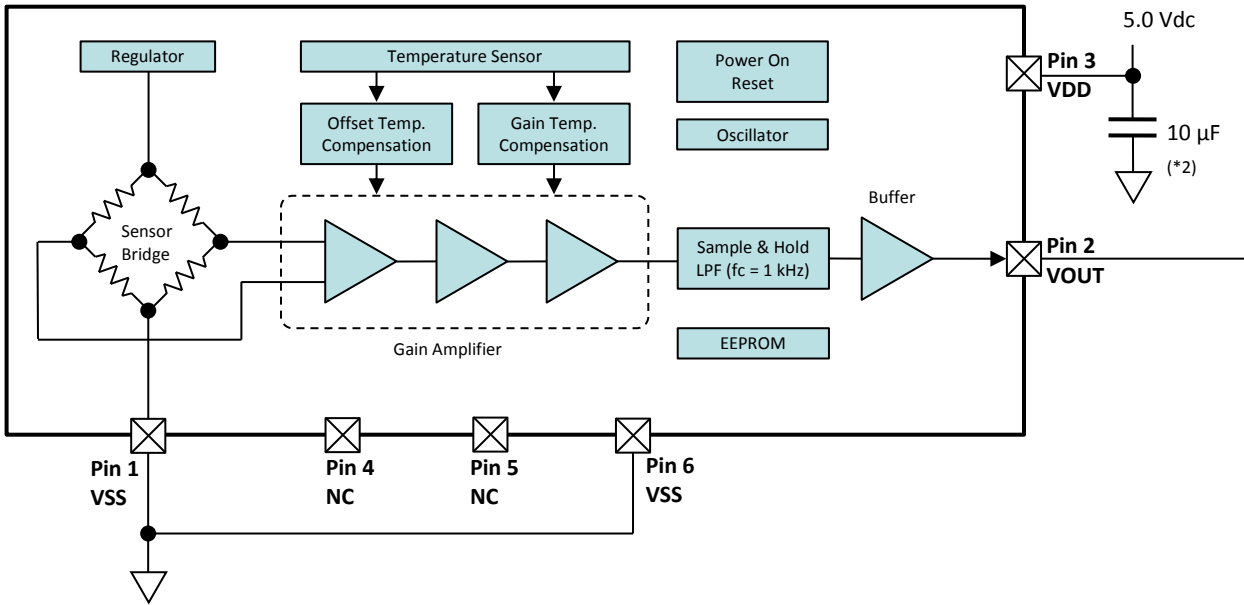 5.0 Vdc
Regulator
Temperature Sensor
Power On
Reset
Pin 3
VDD
Offset Temp.
Compensation
Gain Temp.
Compensation
Oscillator
10 µF
(*2)
Sensor
Bridge
Buffer
Sample & Hold
LPF (fc = 1 kHz)
Pin 2
VOUT
Gain Amplifier
EEPROM
Pin 1
VSS
Pin 4
NC
Pin 5
NC
Pin 6
VSS